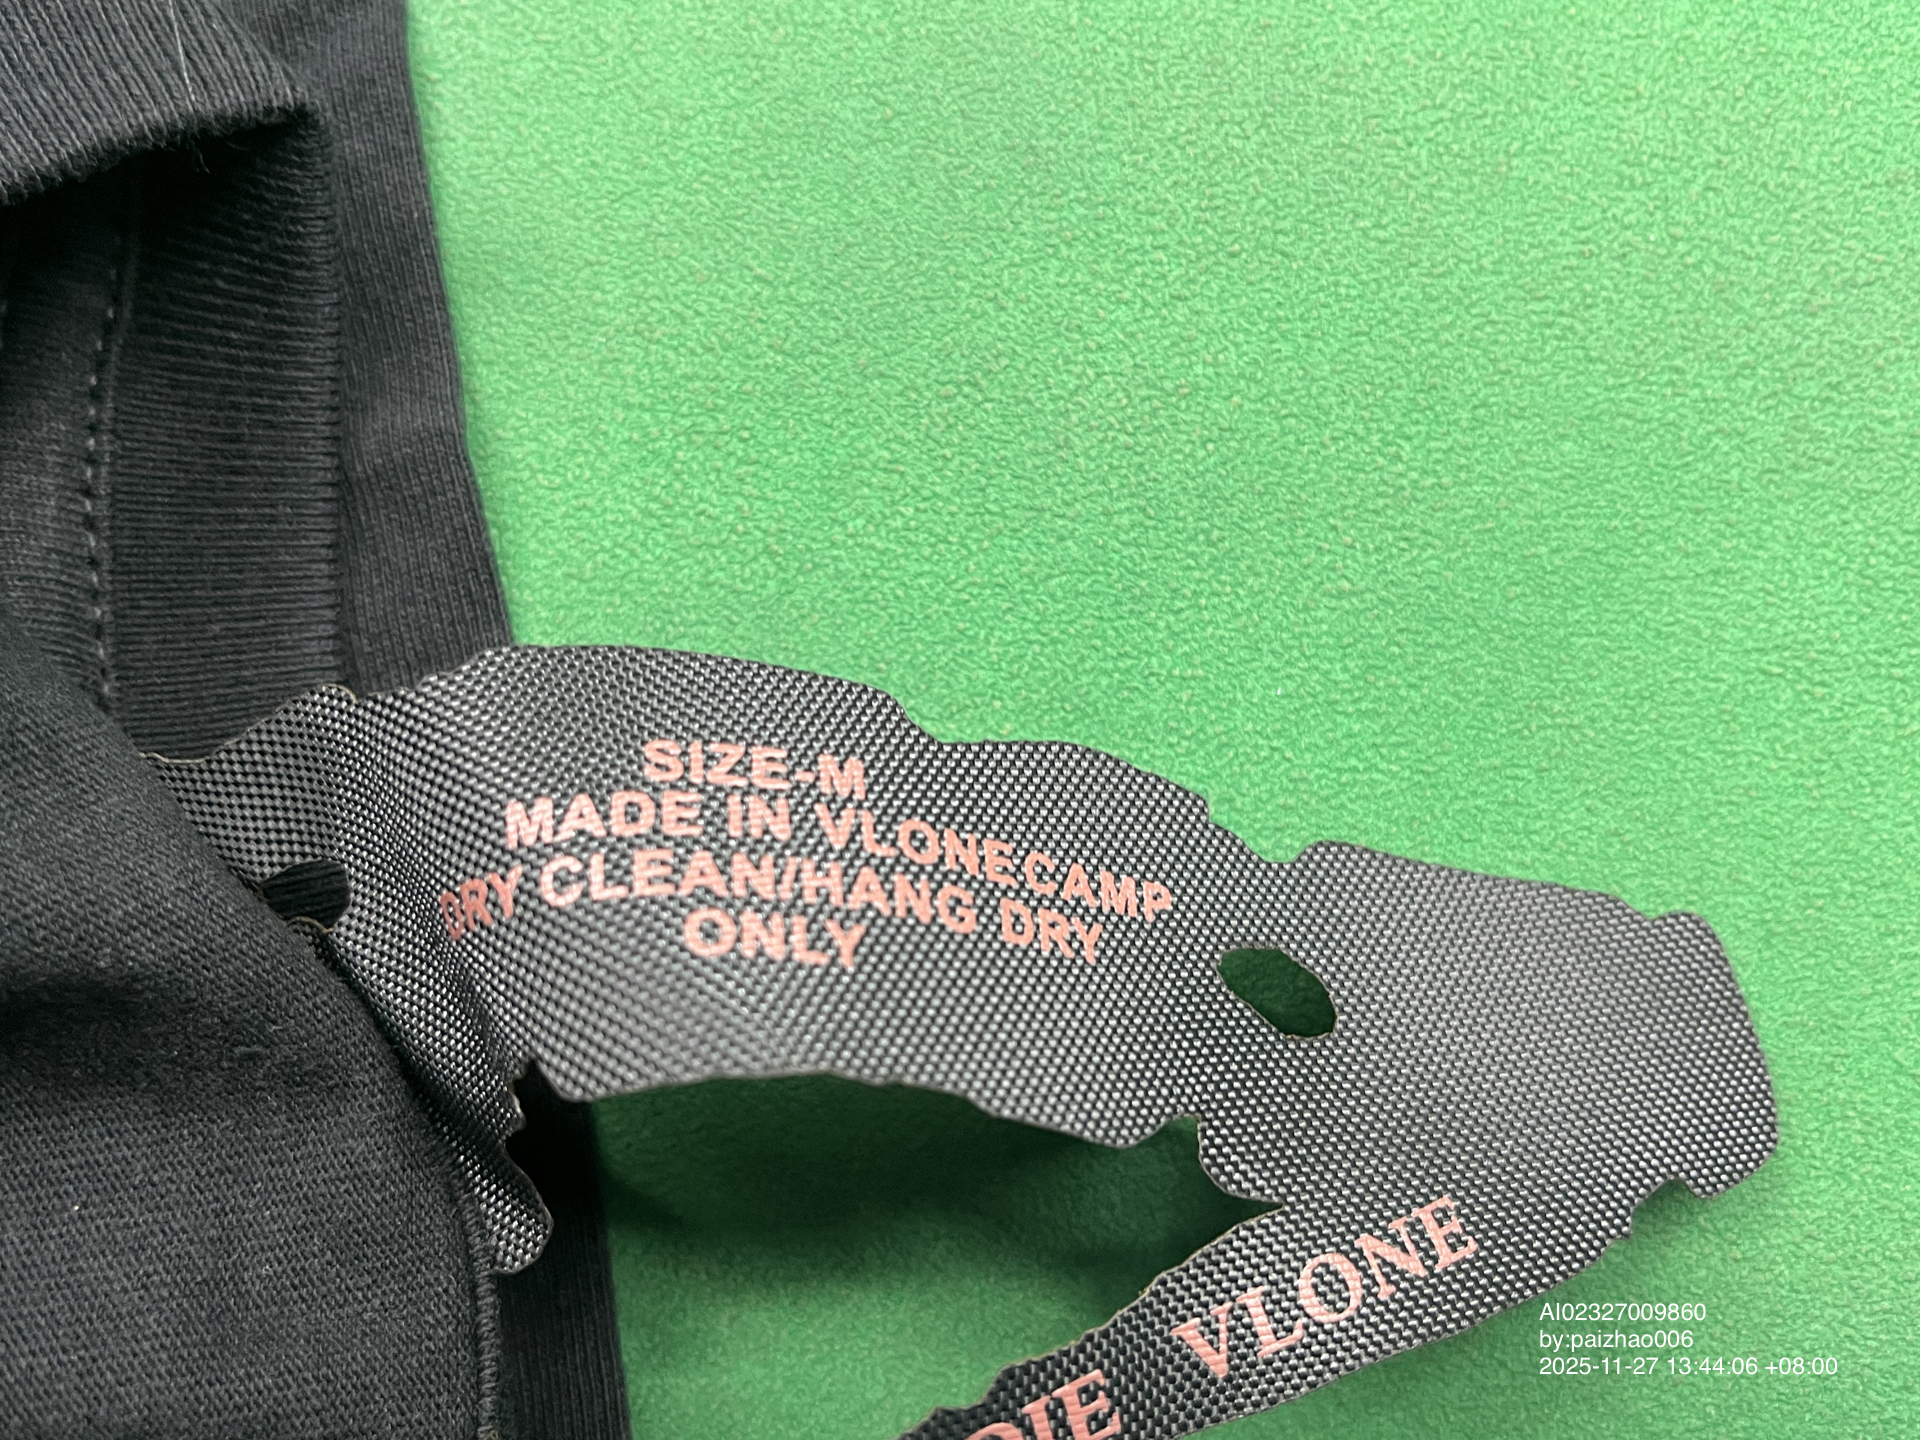 SIZE-M
MADE IN VLONECAMP
DRY CLEAN/HANG DRY
ONLY
VLONE
AI02327009860
by:paizhao006
2025-11-27 13:44:06 +08:00